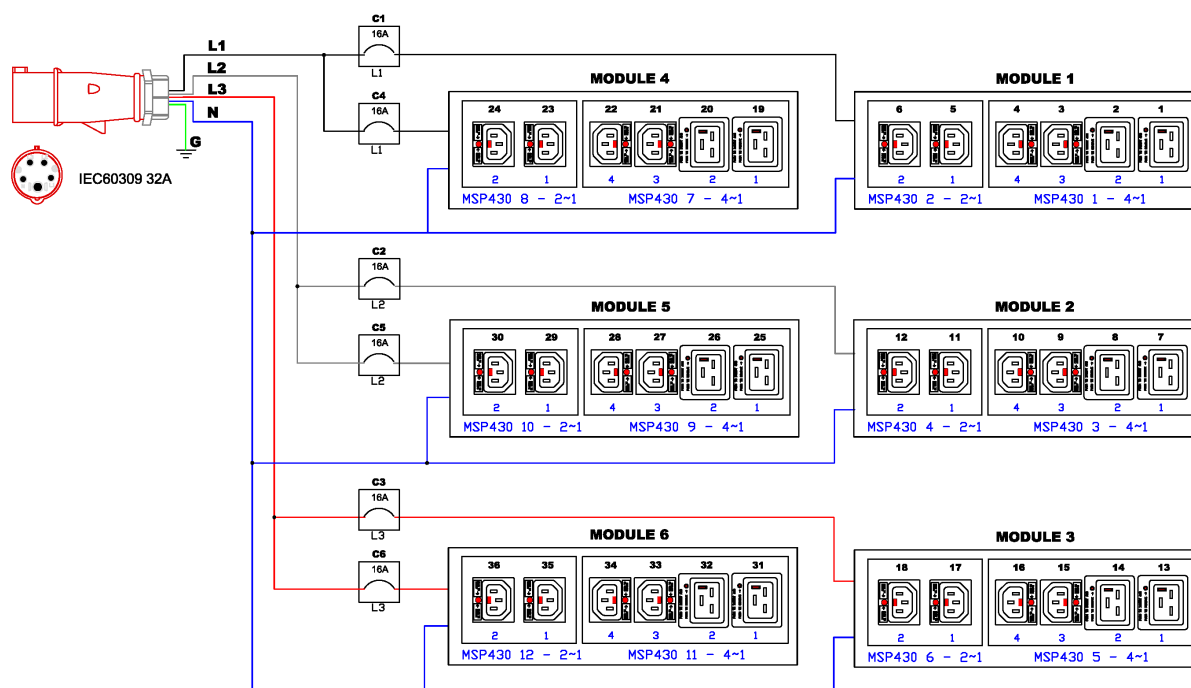 C1
16A
L1
L1
L2
L3
N
G
IEC60309 32A
C4
16A
L1
MODULE 4
24 23 22 21 20 19
2 1 4 3 2 1
MSP430 8 - 2~1 MSP430 7 - 4~1
MODULE 1
6 5 4 3 2 1
2 1 4 3 2 1
MSP430 2 - 2~1 MSP430 1 - 4~1
C2
16A
L2
C5
16A
L2
MODULE 5
30 29 28 27 26 25
2 1 4 3 2 1
MSP430 10 - 2~1 MSP430 9 - 4~1
MODULE 2
12 11 10 9 8 7
2 1 4 3 2 1
MSP430 4 - 2~1 MSP430 3 - 4~1
C3
16A
L3
C6
16A
L3
MODULE 6
36 35 34 33 32 31
2 1 4 3 2 1
MSP430 12 - 2~1 MSP430 11 - 4~1
MODULE 3
18 17 16 15 14 13
2 1 4 3 2 1
MSP430 6 - 2~1 MSP430 5 - 4~1